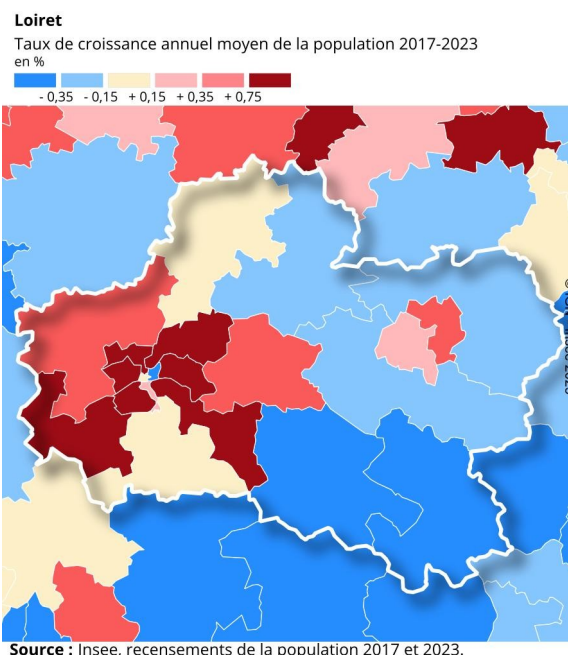 Loiret
Taux de croissance annuel moyen de la population 2017-2023
en %
- 0,35 - 0,15 + 0,15 + 0,35 + 0,75
Source : Insee, recensements de la population 2017 et 2023.